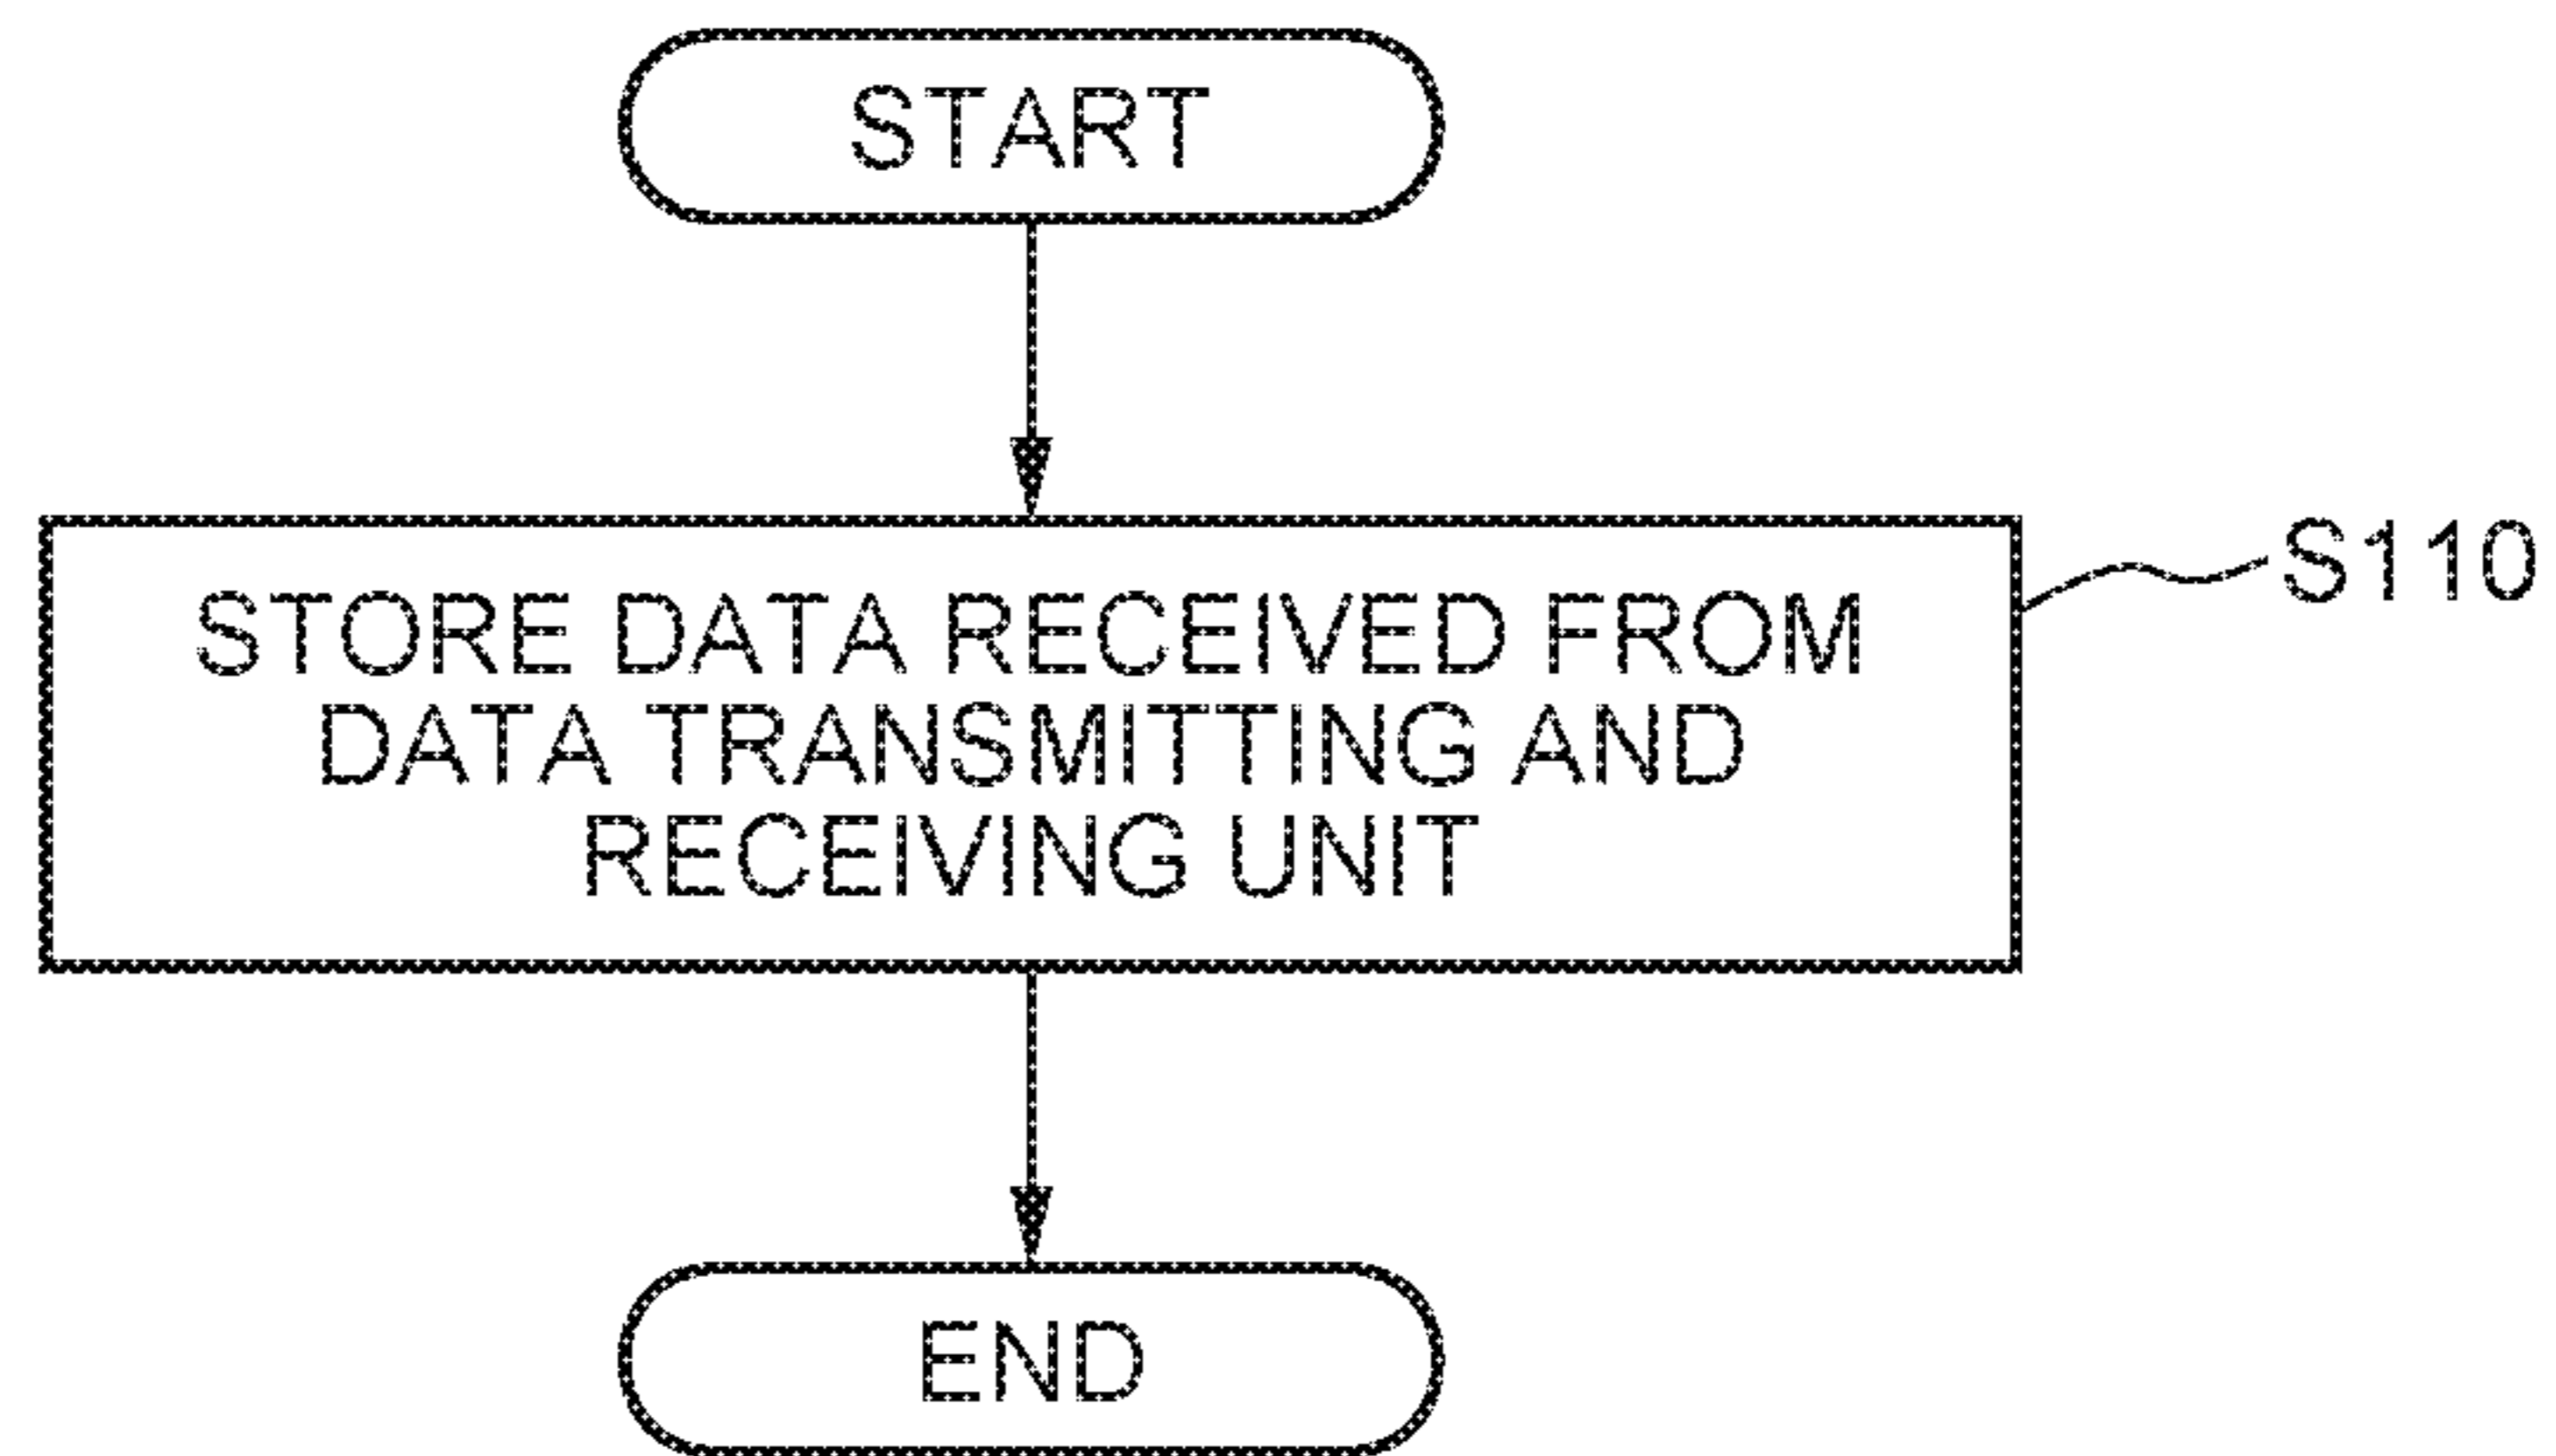 START
STORE DATA RECEIVED FROM
DATA TRANSMITTING AND
RECEIVING UNIT
S110
END